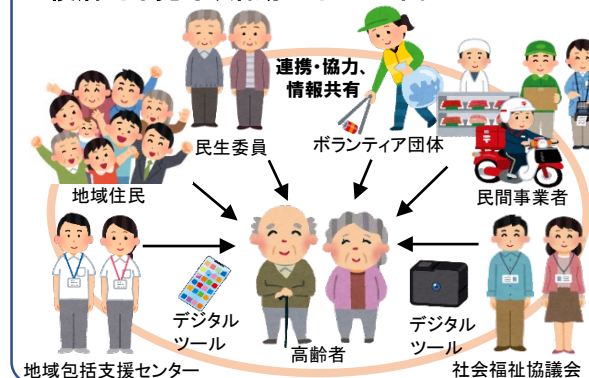 連携・協力、
情報共有
民生委員
ボランティア団体
地域住民
民間事業者
デジタル
ツール
高齢者
デジタル
ツール
地域包括支援センター
社会福祉協議会